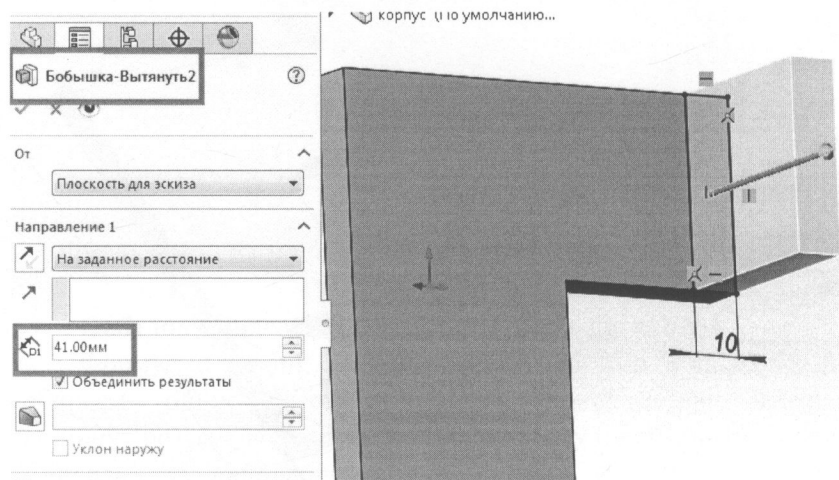 корпус (По умолчанию...
Бобышка-Вытянуть2
От
Плоскость для эскиза
Направление 1
На заданное расстояние
D1
41.00мм
Объединить результаты
Уклон наружу
10